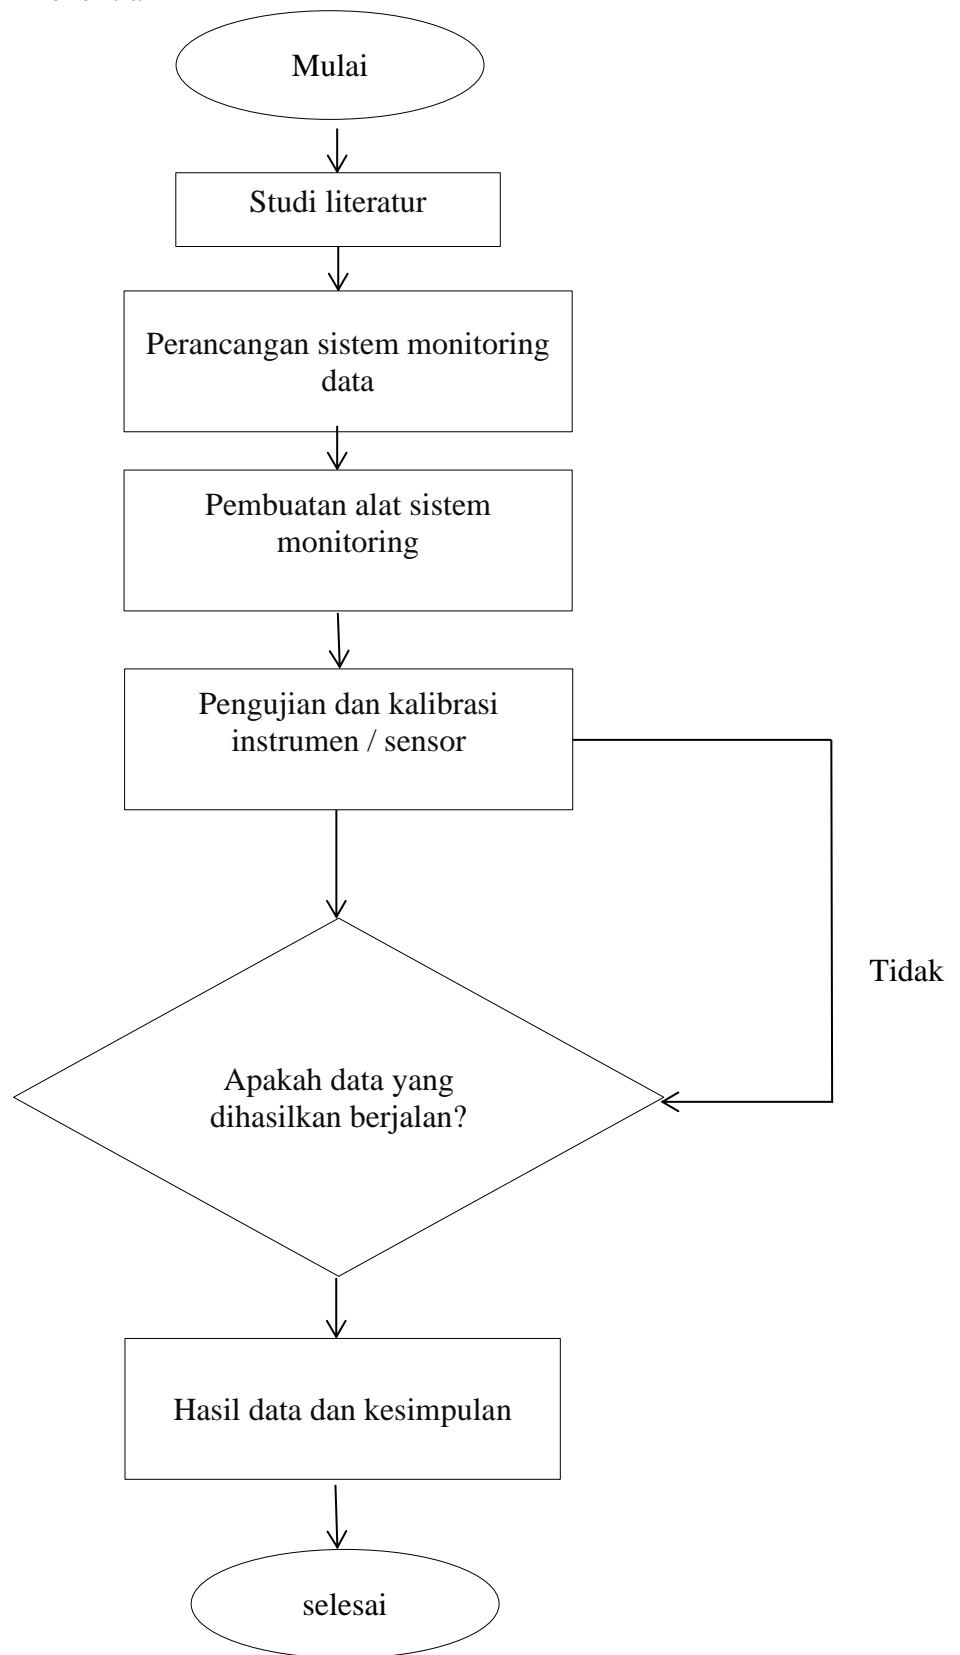 Mulai
Studi literatur
Perancangan sistem monitoring
data
Pembuatan alat sistem
monitoring
Pengujian dan kalibrasi
instrumen / sensor
Tidak
Apakah data yang
dihasilkan berjalan?
Hasil data dan kesimpulan
selesai